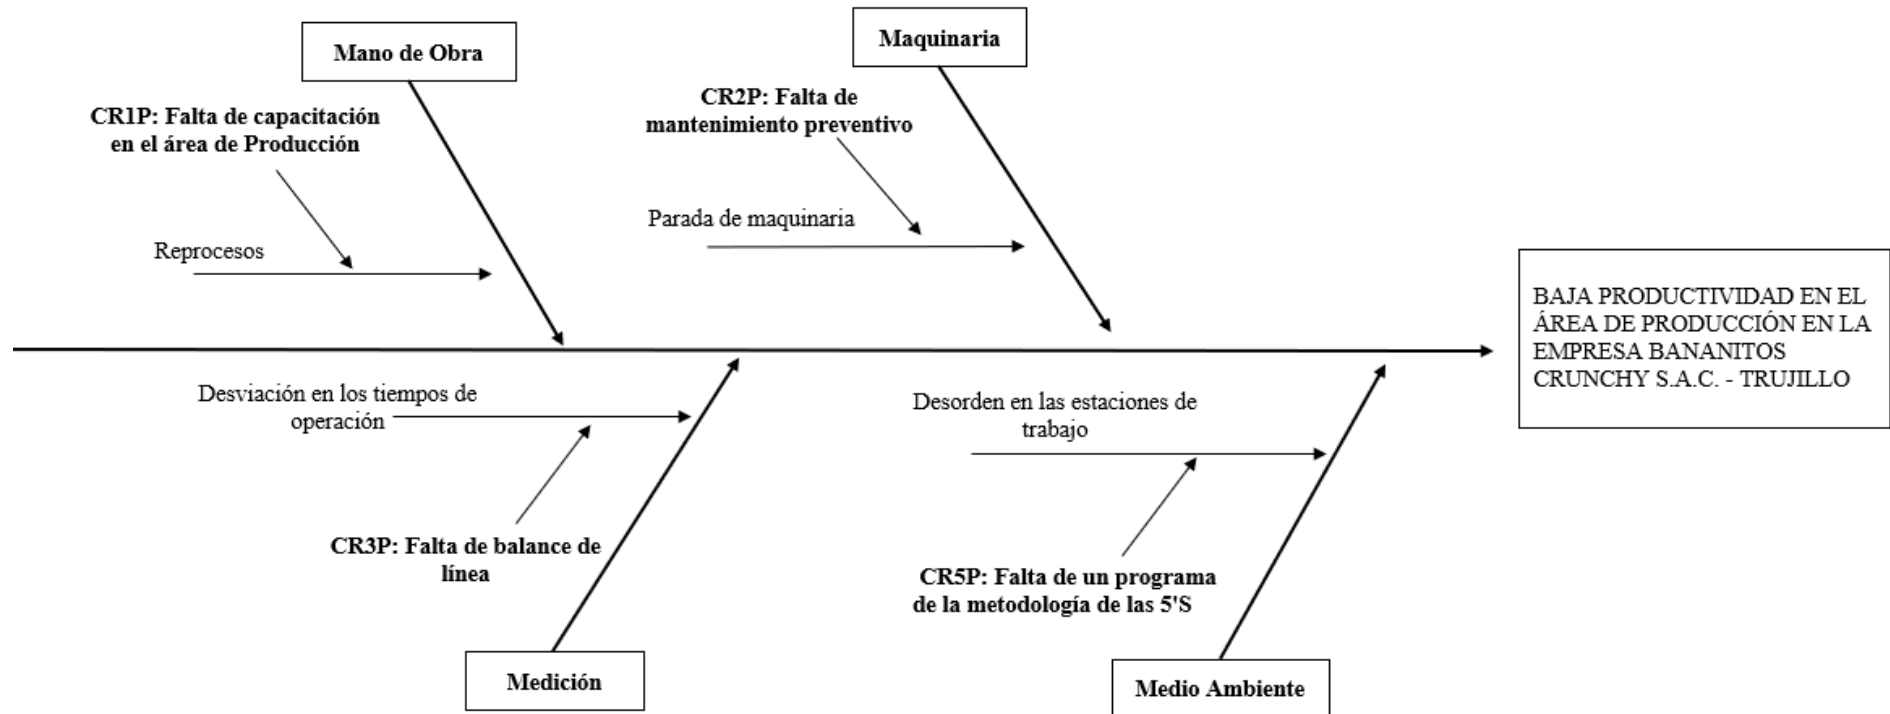 Mano de Obra
Maquinaria
CR1P: Falta de capacitación
en el área de Producción
CR2P: Falta de
mantenimiento preventivo
Reprocesos
Parada de maquinaria
BAJA PRODUCTIVIDAD EN EL
ÁREA DE PRODUCCIÓN EN LA
EMPRESA BANANITOS
CRUNCHY S.A.C. - TRUJILLO
Desviación en los tiempos de
operación
Desorden en las estaciones de
trabajo
CR3P: Falta de balance de
línea
CR5P: Falta de un programa
de la metodología de las 5'S
Medición
Medio Ambiente